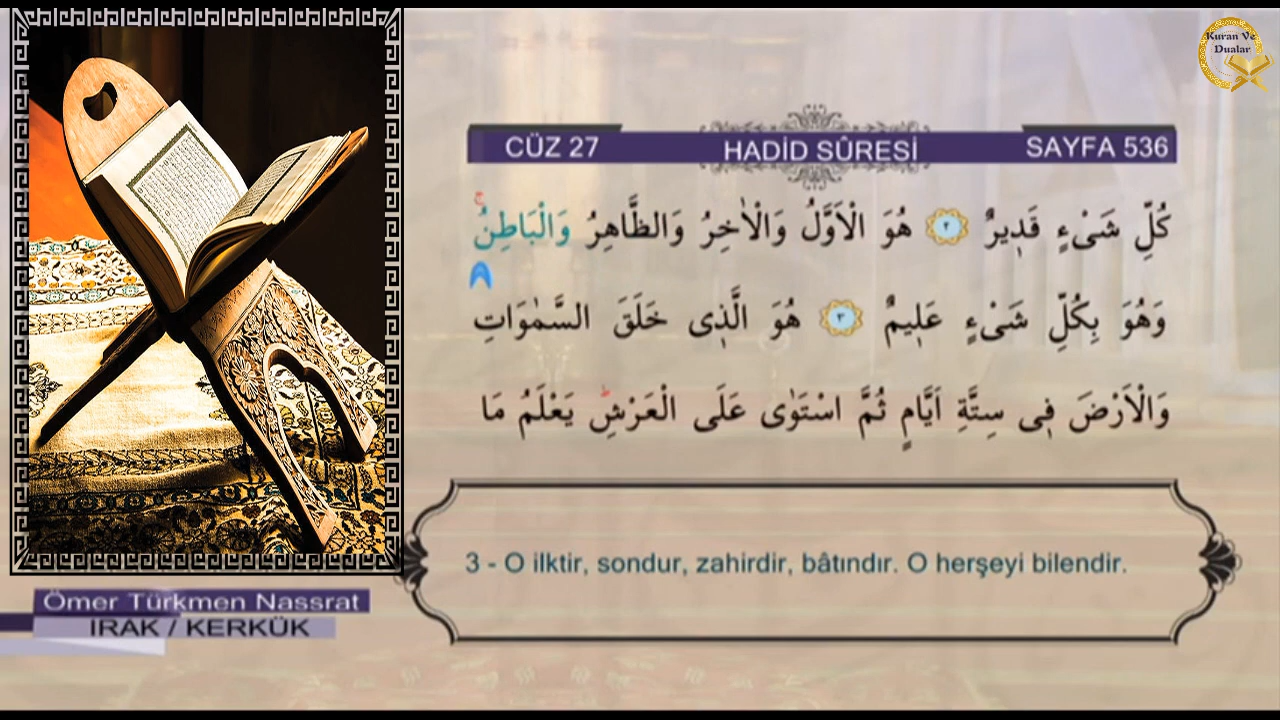 Kuran Ve
Dualar
CÜZ 27 HADİD SÛRESİ SAYFA 536
كُلِّ شَىْءٍ قَد۪يرٌ ﴿٢﴾ هُوَ الْاَوَّلُ وَالْاٰخِرُ وَالظَّاهِرُ وَالْبَاطِنُۚ
وَهُوَ بِكُلِّ شَىْءٍ عَل۪يمٌ ﴿٣﴾ هُوَ الَّذ۪ى خَلَقَ السَّمٰوَاتِ
وَالْاَرْضَ ف۪ى سِتَّةِ اَيَّامٍ ثُمَّ اسْتَوٰى عَلَى الْعَرْشِۜ يَعْلَمُ مَا
3 - O ilktir, sondur, zahirdir, bâtındır. O herşeyi bilendir.
Ömer Türkmen Nassrat
IRAK / KERKÜK